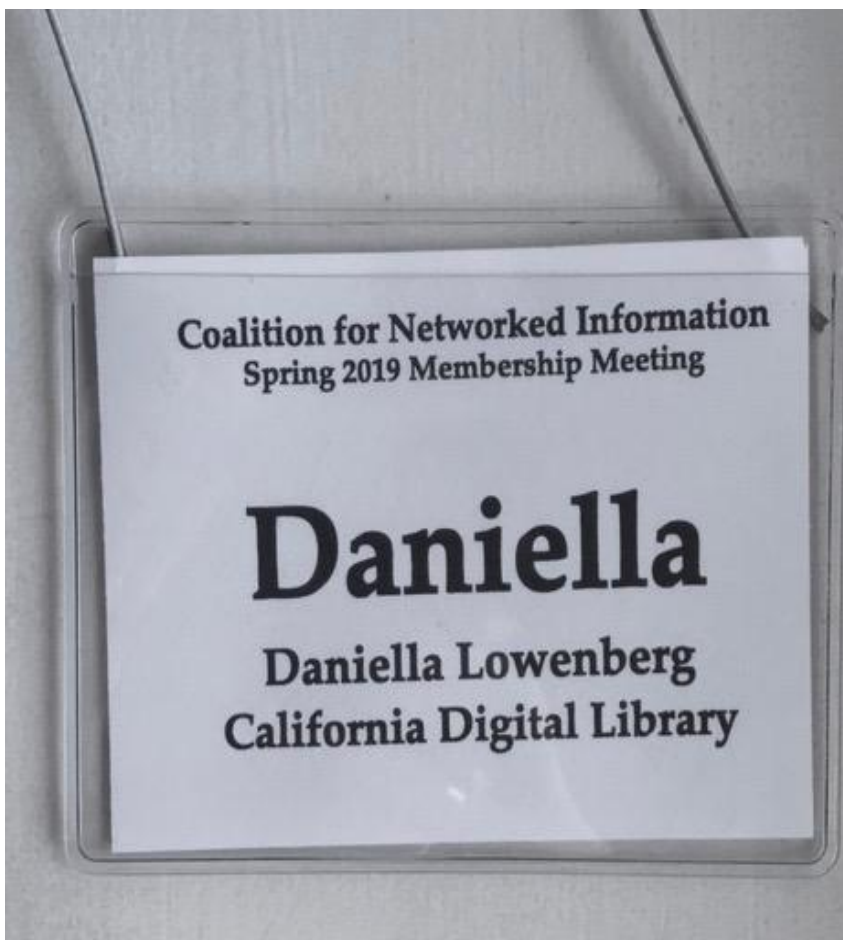 Coalition for Networked Information
Spring 2019 Membership Meeting
Daniella
Daniella Lowenberg
California Digital Library